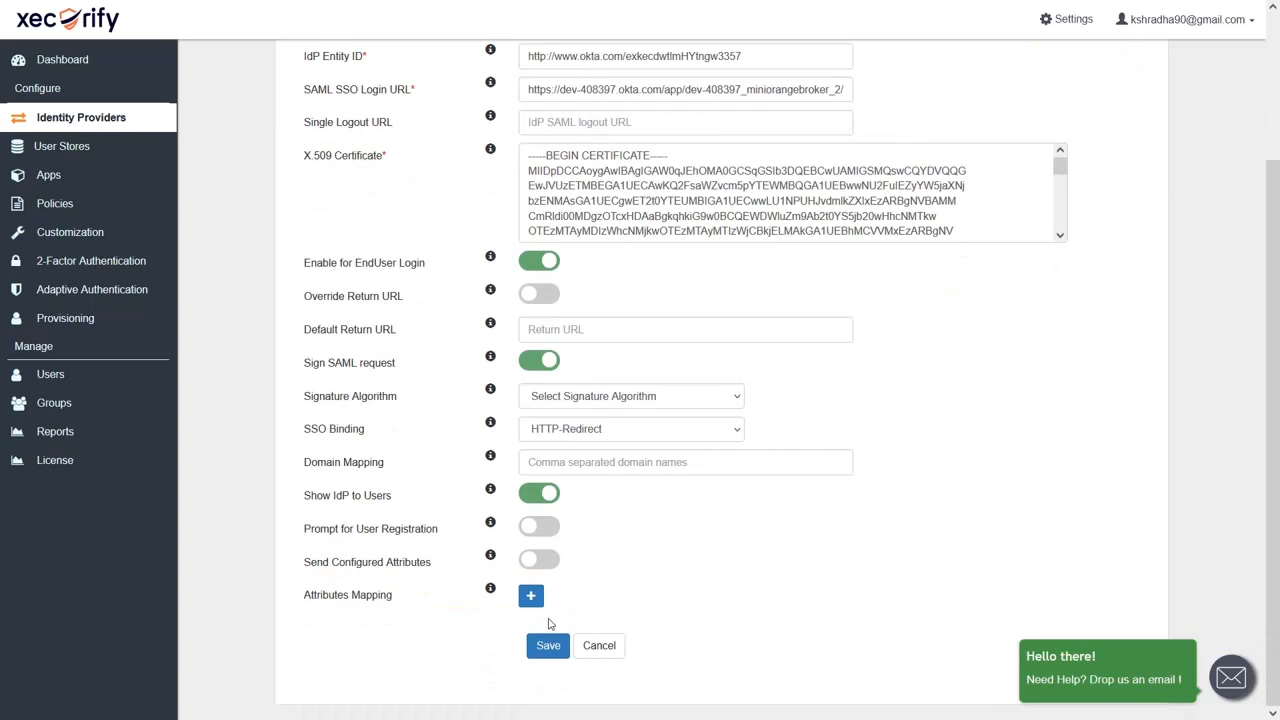 xecurify
Settings
kshradha90@gmail.com
Dashboard
Configure
Identity Providers
User Stores
Apps
Policies
Customization
2-Factor Authentication
Adaptive Authentication
Provisioning
Manage
Users
Groups
Reports
License
IdP Entity ID*
http://www.okta.com/exkecdwtlmHYtngw3357
SAML SSO Login URL*
https://dev-408397.okta.com/app/dev-408397_miniorangebroker_2/
Single Logout URL
IdP SAML logout URL
X.509 Certificate*
-----BEGIN CERTIFICATE-----
MIIDpDCCAoygAwIBAgIGAW0qJEhOMA0GCSqGSIb3DQEBCwUAMIGSMQswCQYDVQQG
EwJVUzETMBEGA1UECAwKQ2FsaWZvcm5pYTEWMBQGA1UEBwwNU2FuIEZyYW5jaXNj
bzENMAsGA1UECgwET2t0YTEUMBIGA1UECwwLU1NPUHJvdmlkZXIxEzARBgNVBAMM
CmRldi00MDgzOTcxHDAaBgkqhkiG9w0BCQEWDWluZm9Ab2t0YS5jb20wHhcNMTkw
OTEzMTAyMDIzWhcNMjkwOTEzMTAyMTIzWjCBkjELMAkGA1UEBhMCVVMxEzARBgNV
Enable for EndUser Login
Override Return URL
Default Return URL
Return URL
Sign SAML request
Signature Algorithm
Select Signature Algorithm
SSO Binding
HTTP-Redirect
Domain Mapping
Comma separated domain names
Show IdP to Users
Prompt for User Registration
Send Configured Attributes
Attributes Mapping
+
Save
Cancel
Hello there!
Need Help? Drop us an email !